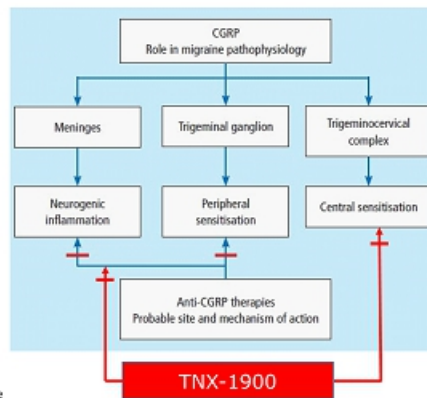 CGRP
Role in migraine pathophysiology
Meninges
Trigeminal ganglion
Trigeminocervical
complex
Neurogenic
inflammation
Peripheral
sensitisation
Central sensitisation
Anti-CGRP therapies
Probable site and mechanism of action
TNX-1900
e